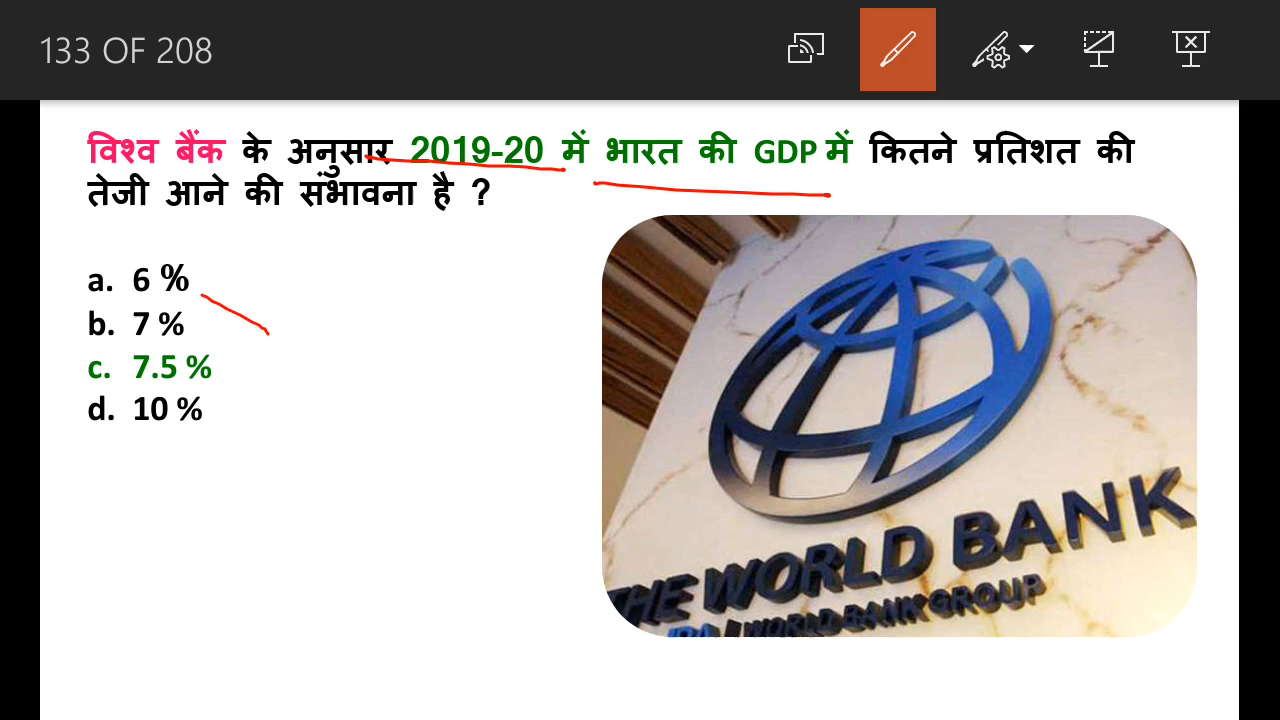 133 OF 208
विश्व बैंक के अनुसार 2019-20 में भारत की GDP में कितने प्रतिशत की
तेजी आने की संभावना है ?
a. 6 %
b. 7 %
c. 7.5 %
d. 10 %
THE WORLD BANK
IDA | WORLD BANK GROUP